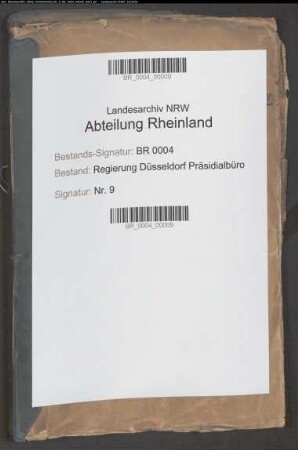 BR_0004_00009
Landesarchiv NRW
Abteilung Rheinland
Bestands-Signatur: BR 0004
Bestand: Regierung Düsseldorf Präsidialbüro
Signatur: Nr. 9
BR_0004_00009